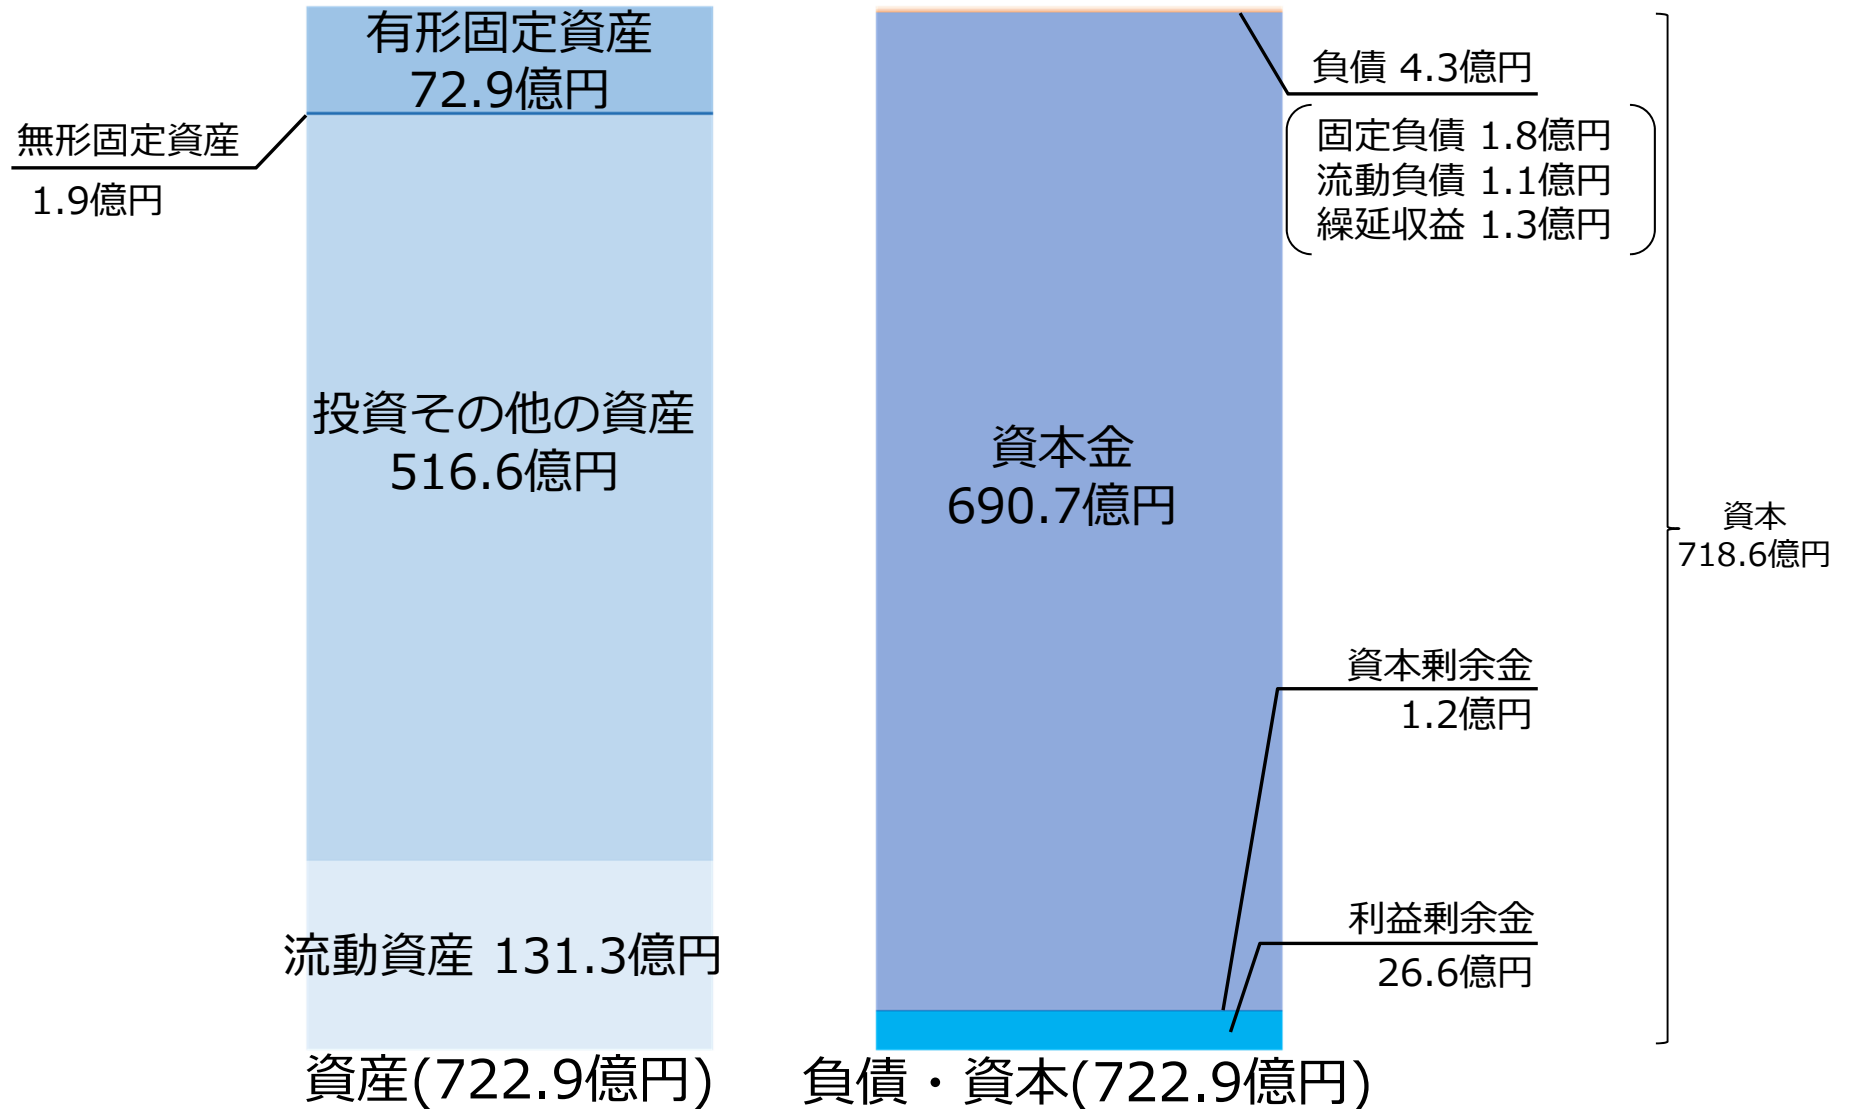 有形固定資産
72.9億円
無形固定資産
1.9億円
投資その他の資産
516.6億円
流動資産 131.3億円
資産(722.9億円)
負債 4.3億円
固定負債 1.8億円
流動負債 1.1億円
繰延収益 1.3億円
資本金
690.7億円
資本
718.6億円
資本剰余金
1.2億円
利益剰余金
26.6億円
負債・資本(722.9億円)